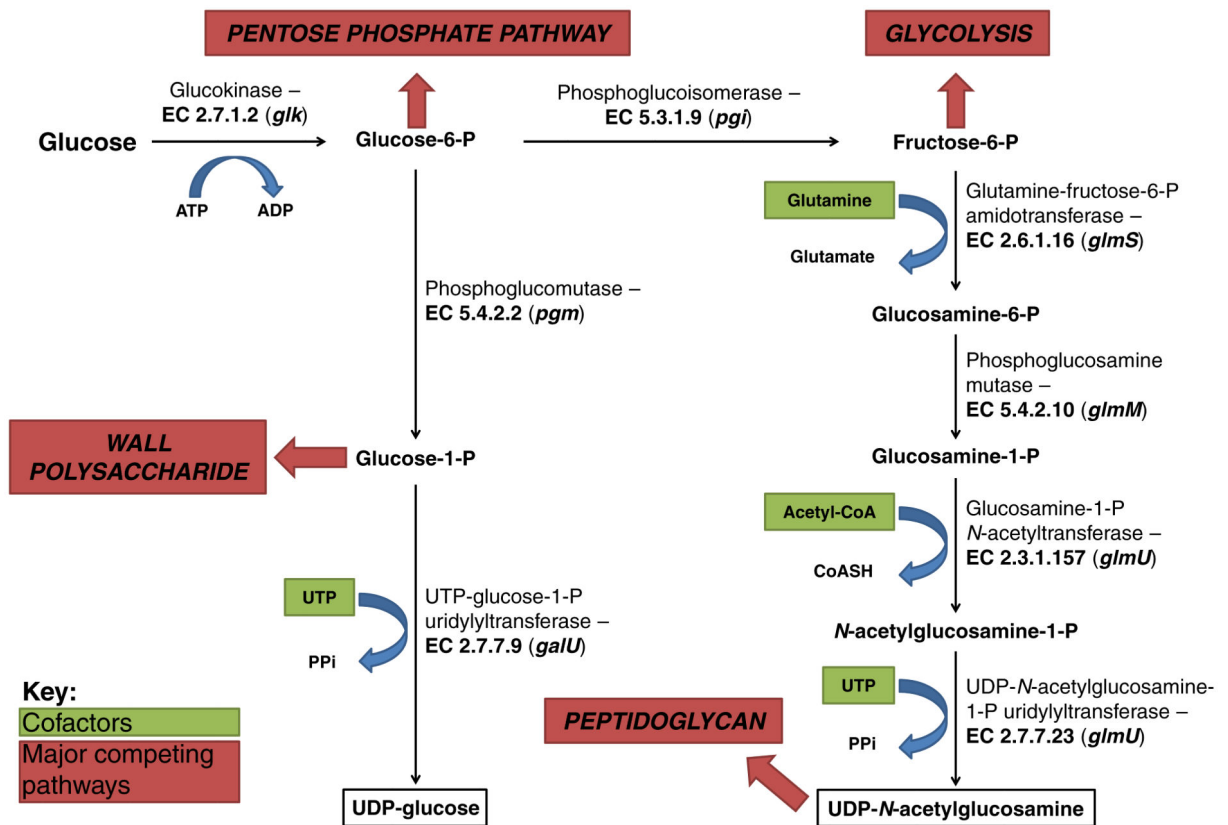 PENTOSE PHOSPHATE PATHWAY
GLYCOLYSIS
Glucokinase –
EC 2.7.1.2 (glk)
Phosphoglucoisomerase –
EC 5.3.1.9 (pgi)
Glucose
Glucose-6-P
Fructose-6-P
ATP
ADP
Glutamine
Glutamate
Glutamine-fructose-6-P
amidotransferase –
EC 2.6.1.16 (glmS)
Phosphoglucomutase –
EC 5.4.2.2 (pgm)
Glucosamine-6-P
Phosphoglucosamine
mutase –
EC 5.4.2.10 (glmM)
WALL
POLYSACCHARIDE
Glucose-1-P
Glucosamine-1-P
Acetyl-CoA
CoASH
Glucosamine-1-P
N-acetyltransferase –
EC 2.3.1.157 (glmU)
UTP
PPi
UTP-glucose-1-P
uridylyltransferase –
EC 2.7.7.9 (galU)
N-acetylglucosamine-1-P
UTP
PPi
UDP-N-acetylglucosamine-
1-P uridylyltransferase –
EC 2.7.7.23 (glmU)
Key:
Cofactors
Major competing
pathways
PEPTIDOGLYCAN
UDP-glucose
UDP-N-acetylglucosamine